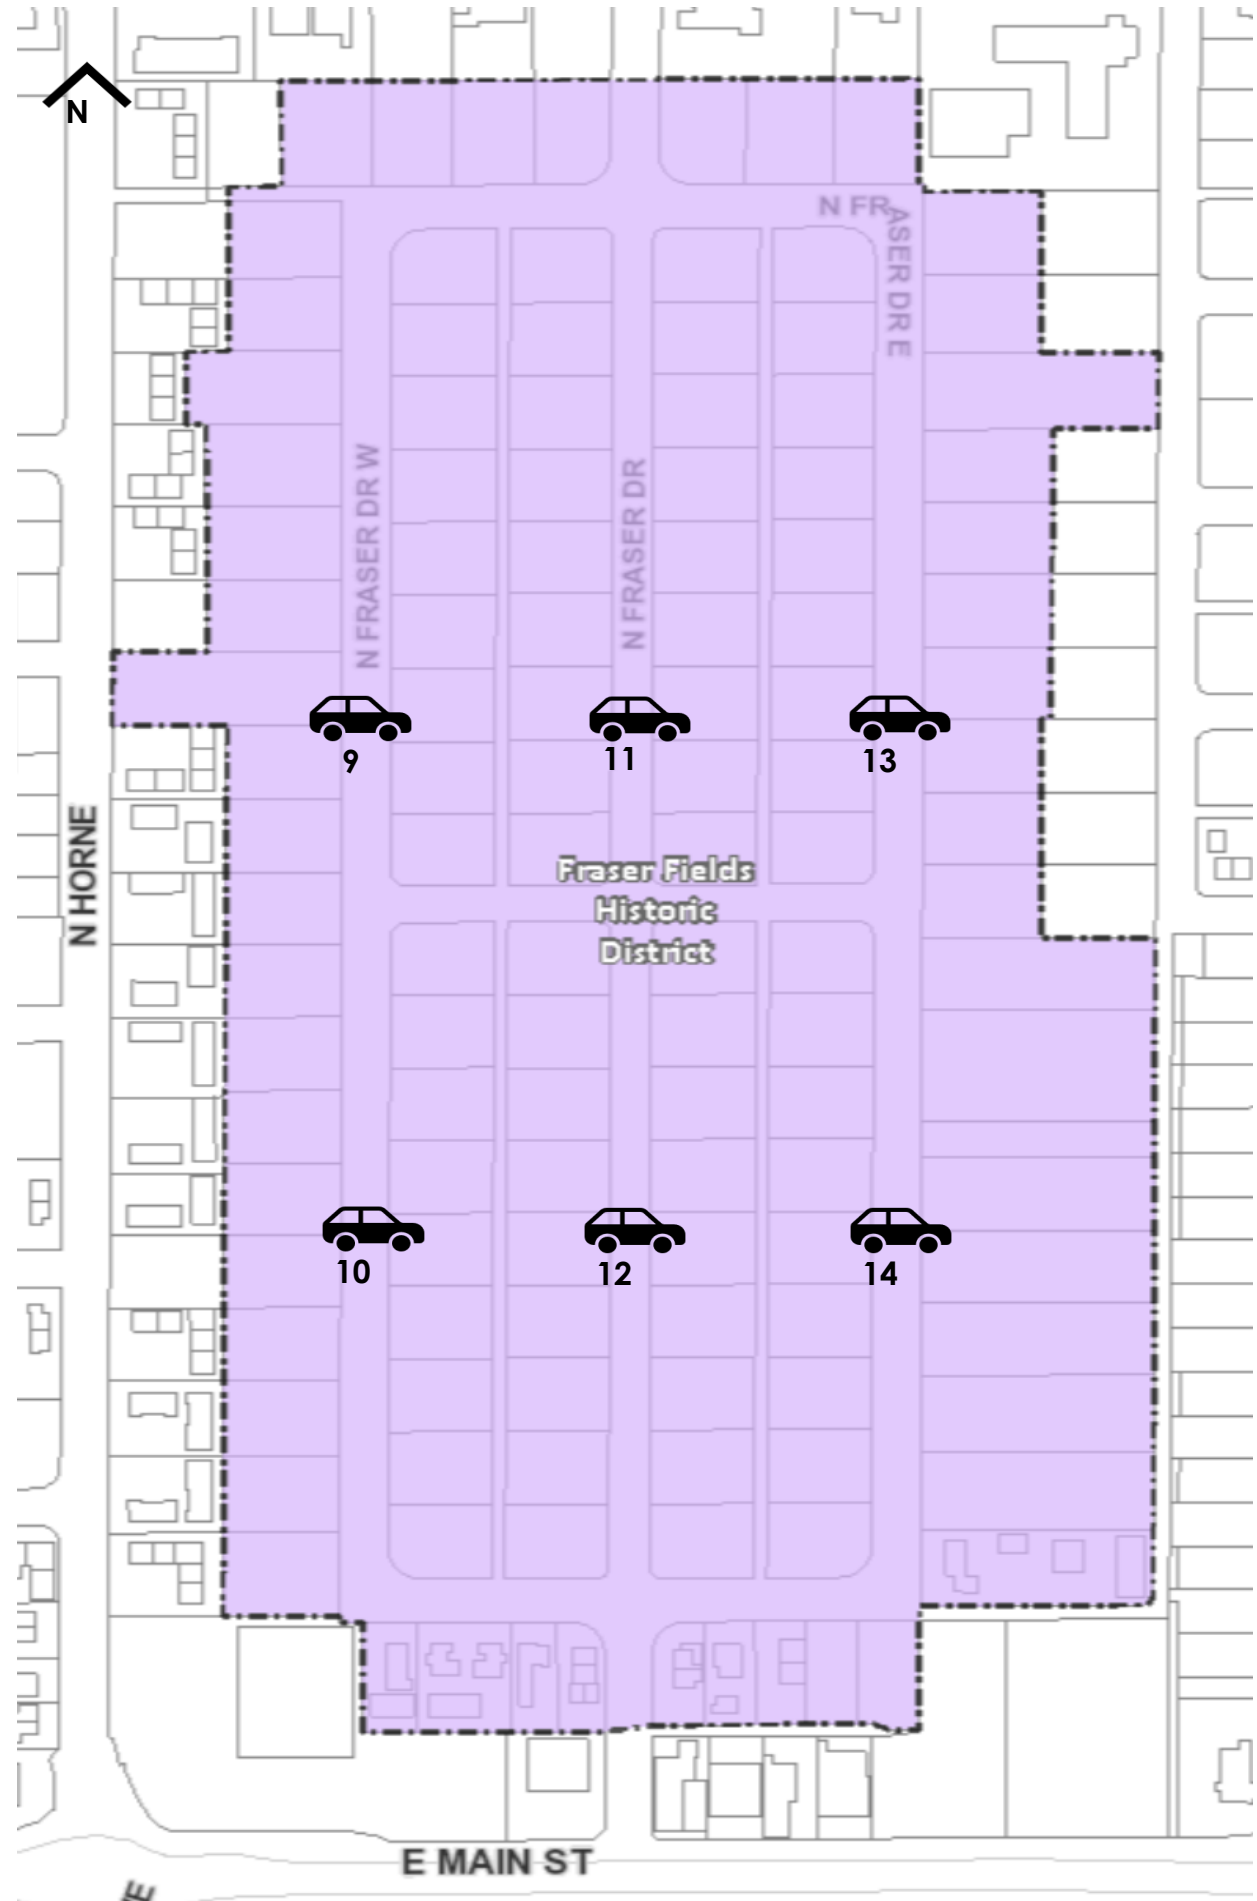 N
N FRASER DR E
N FRASER DR W
N FRASER DR
9
11
13
N HORNE
Fraser Fields
Historic
District
10
12
14
E MAIN ST